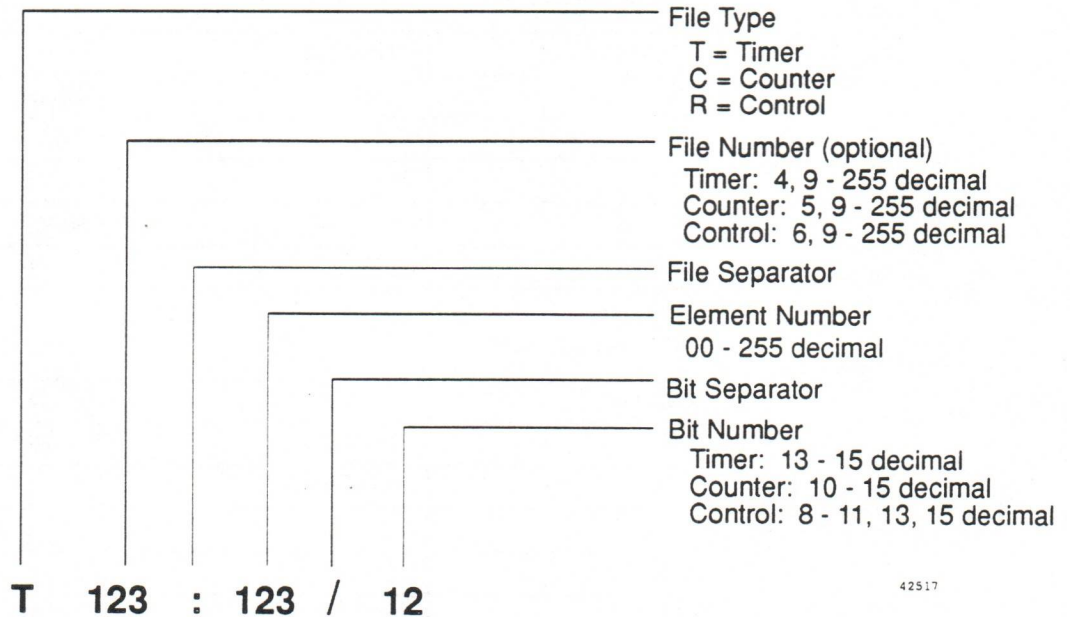 File Type
T = Timer
C = Counter
R = Control
File Number (optional)
Timer: 4, 9 - 255 decimal
Counter: 5, 9 - 255 decimal
Control: 6, 9 - 255 decimal
File Separator
Element Number
00 - 255 decimal
Bit Separator
Bit Number
Timer: 13 - 15 decimal
Counter: 10 - 15 decimal
Control: 8 - 11, 13, 15 decimal
T 123 : 123 / 12
42517